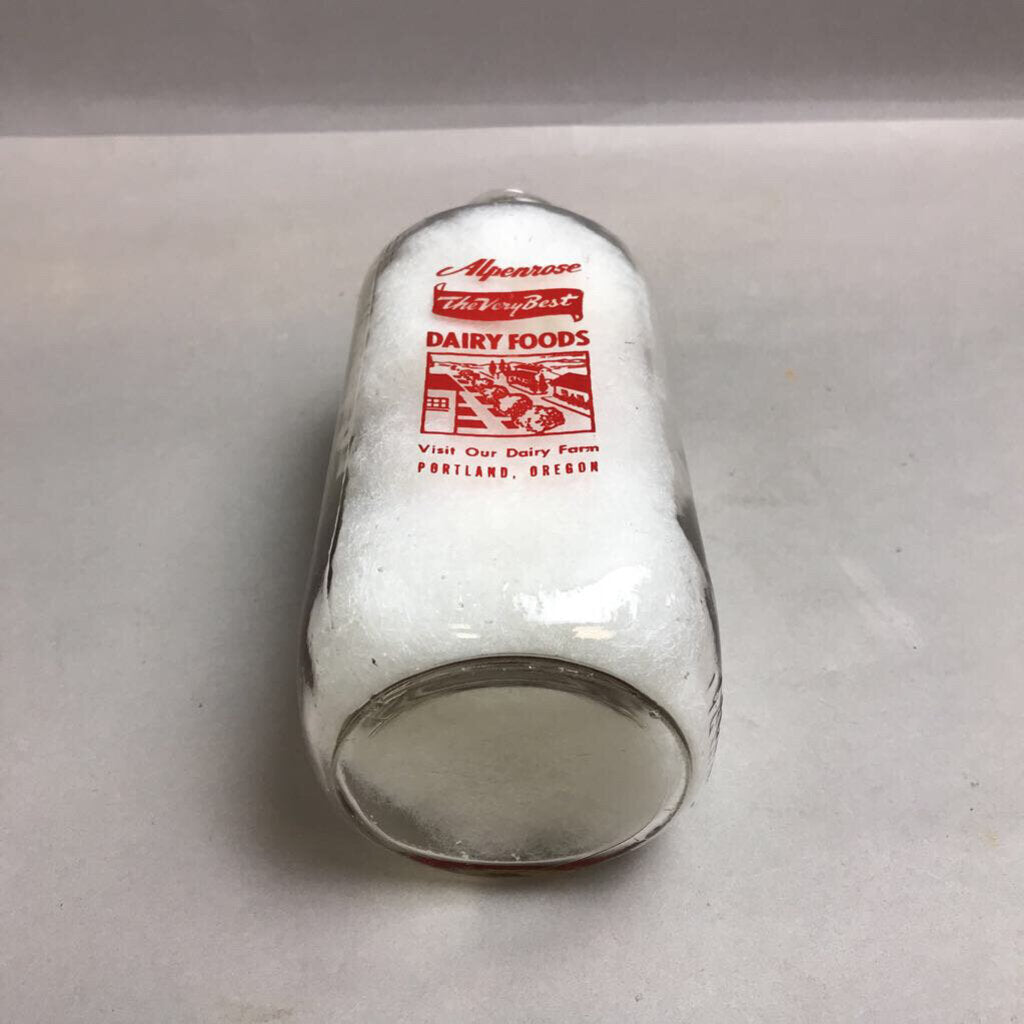 Alpenrose
The Very Best
DAIRY FOODS
Visit Our Dairy Farm
PORTLAND, OREGON